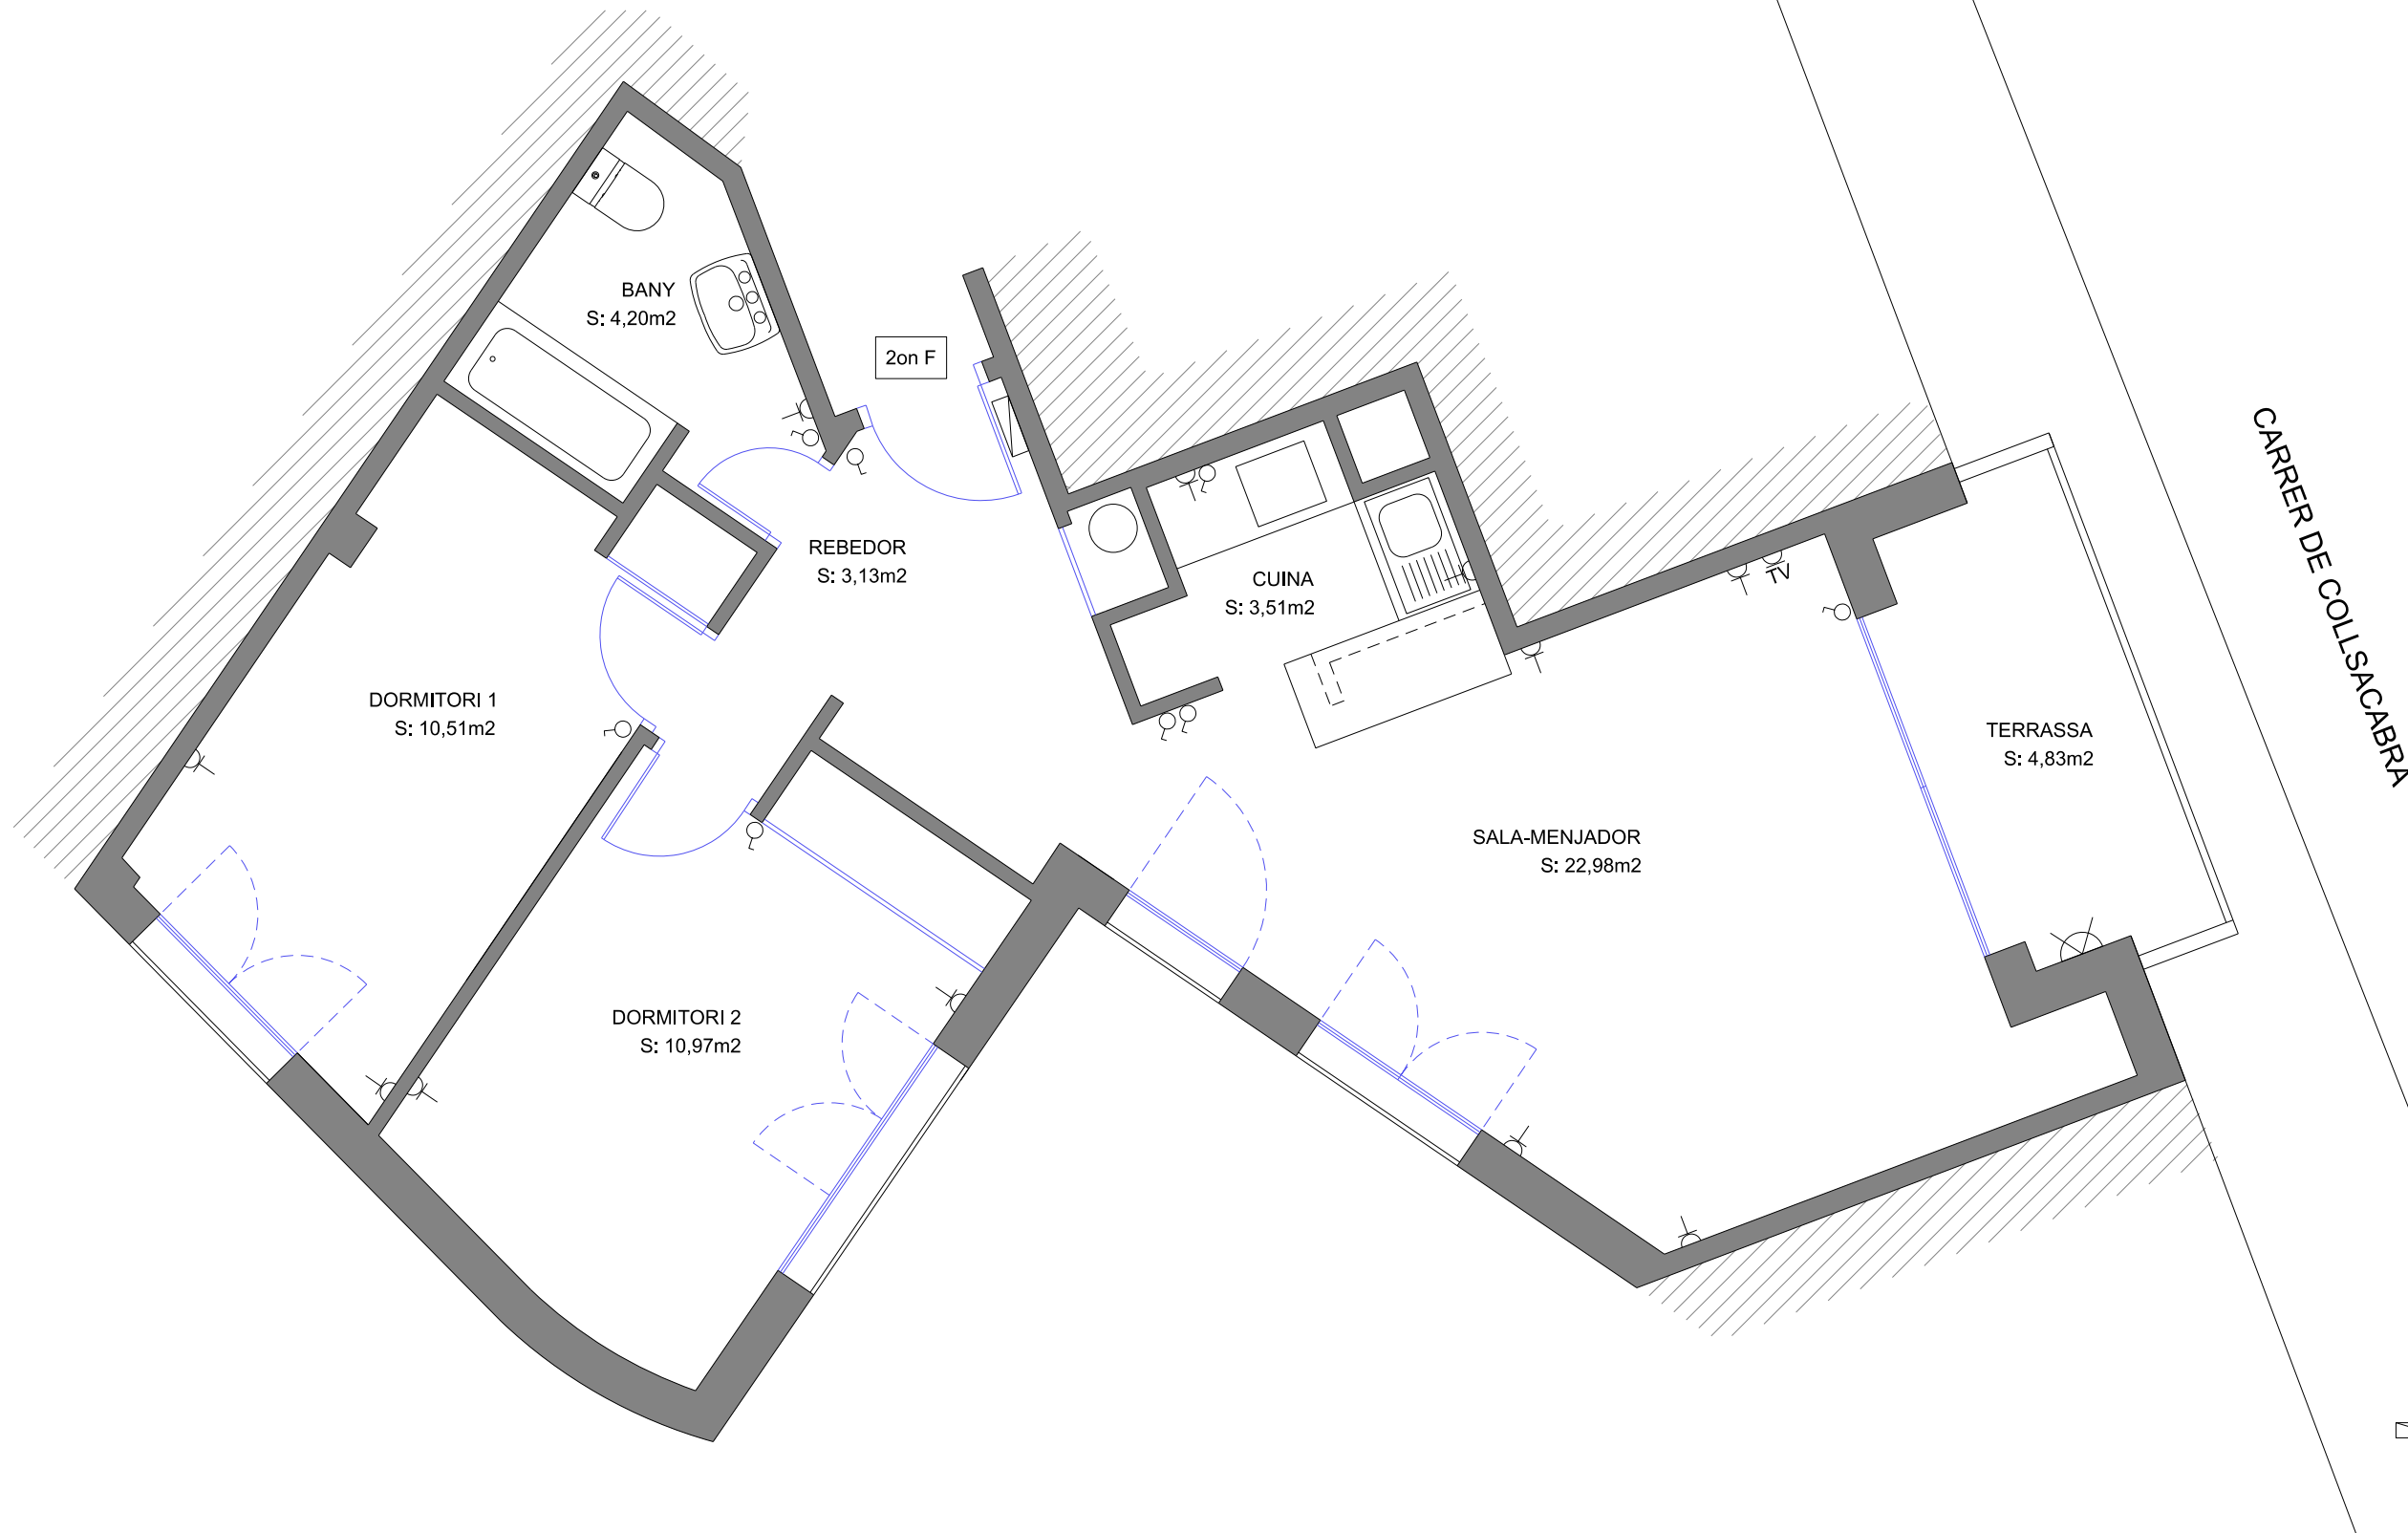 BANY
S: 4,20m2
2on F
REBEDOR
S: 3,13m2
CUINA
S: 3,51m2
TV
CARRER DE COLLSACABRA
DORMITORI 1
S: 10,51m2
TERRASSA
S: 4,83m2
SALA-MENJADOR
S: 22,98m2
DORMITORI 2
S: 10,97m2